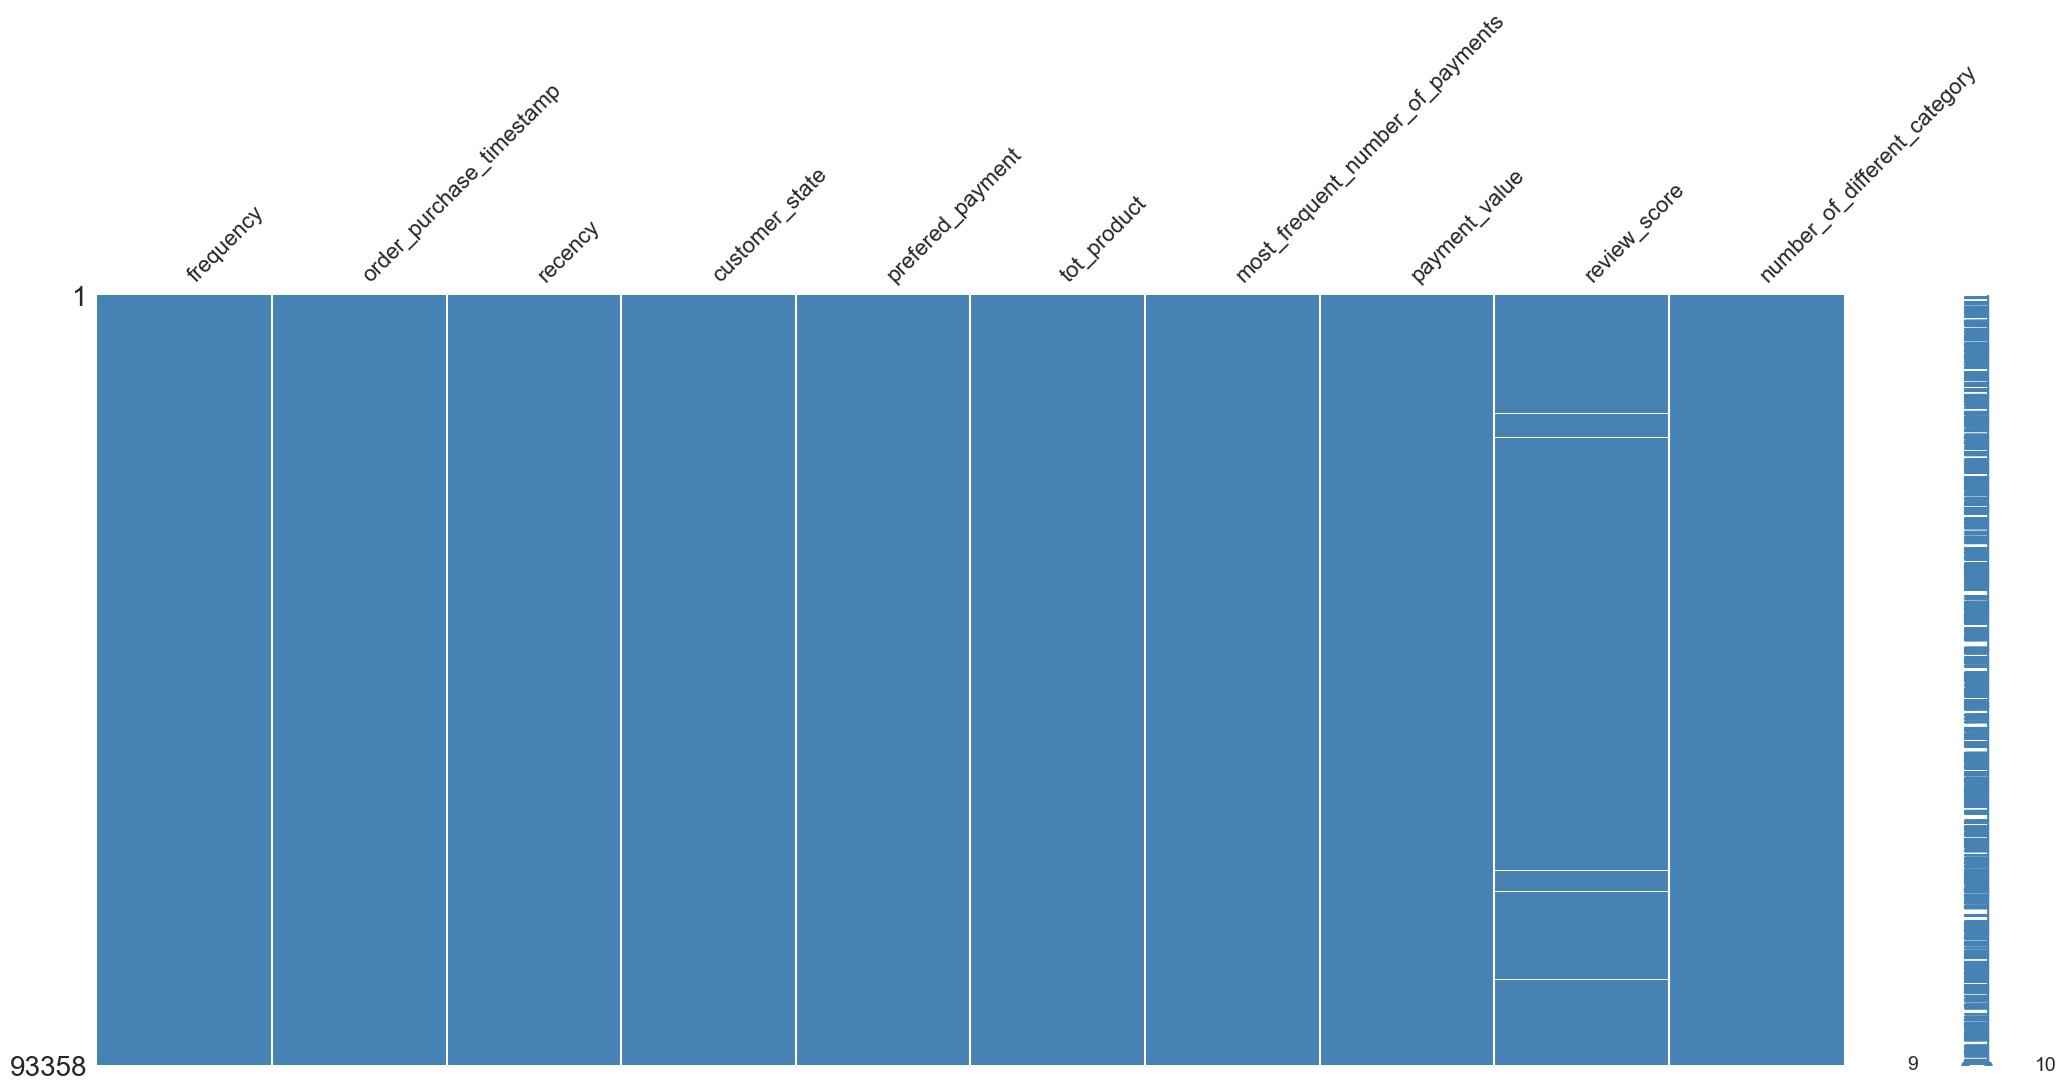 frequency
order_purchase_timestamp
recency
customer_state
prefered_payment
tot_product
most_frequent_number_of_payments
payment_value
review_score
number_of_different_category
1
93358
9
10